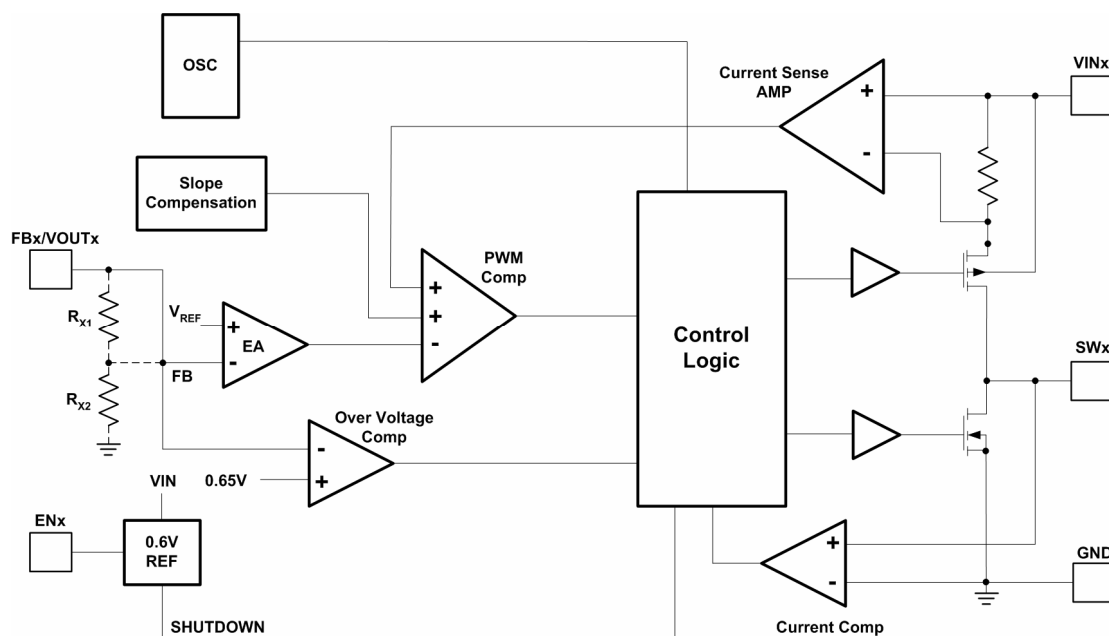 OSC
Current Sense
AMP
VINx
+
-
Slope
Compensation
FBx/VOUTx
PWM
Comp
+
+
-
RX1
VREF
+
EA
-
FB
RX2
Control
Logic
SWx
Over Voltage
Comp
-
+
0.65V
VIN
ENx
0.6V
REF
+
-
GND
SHUTDOWN
Current Comp